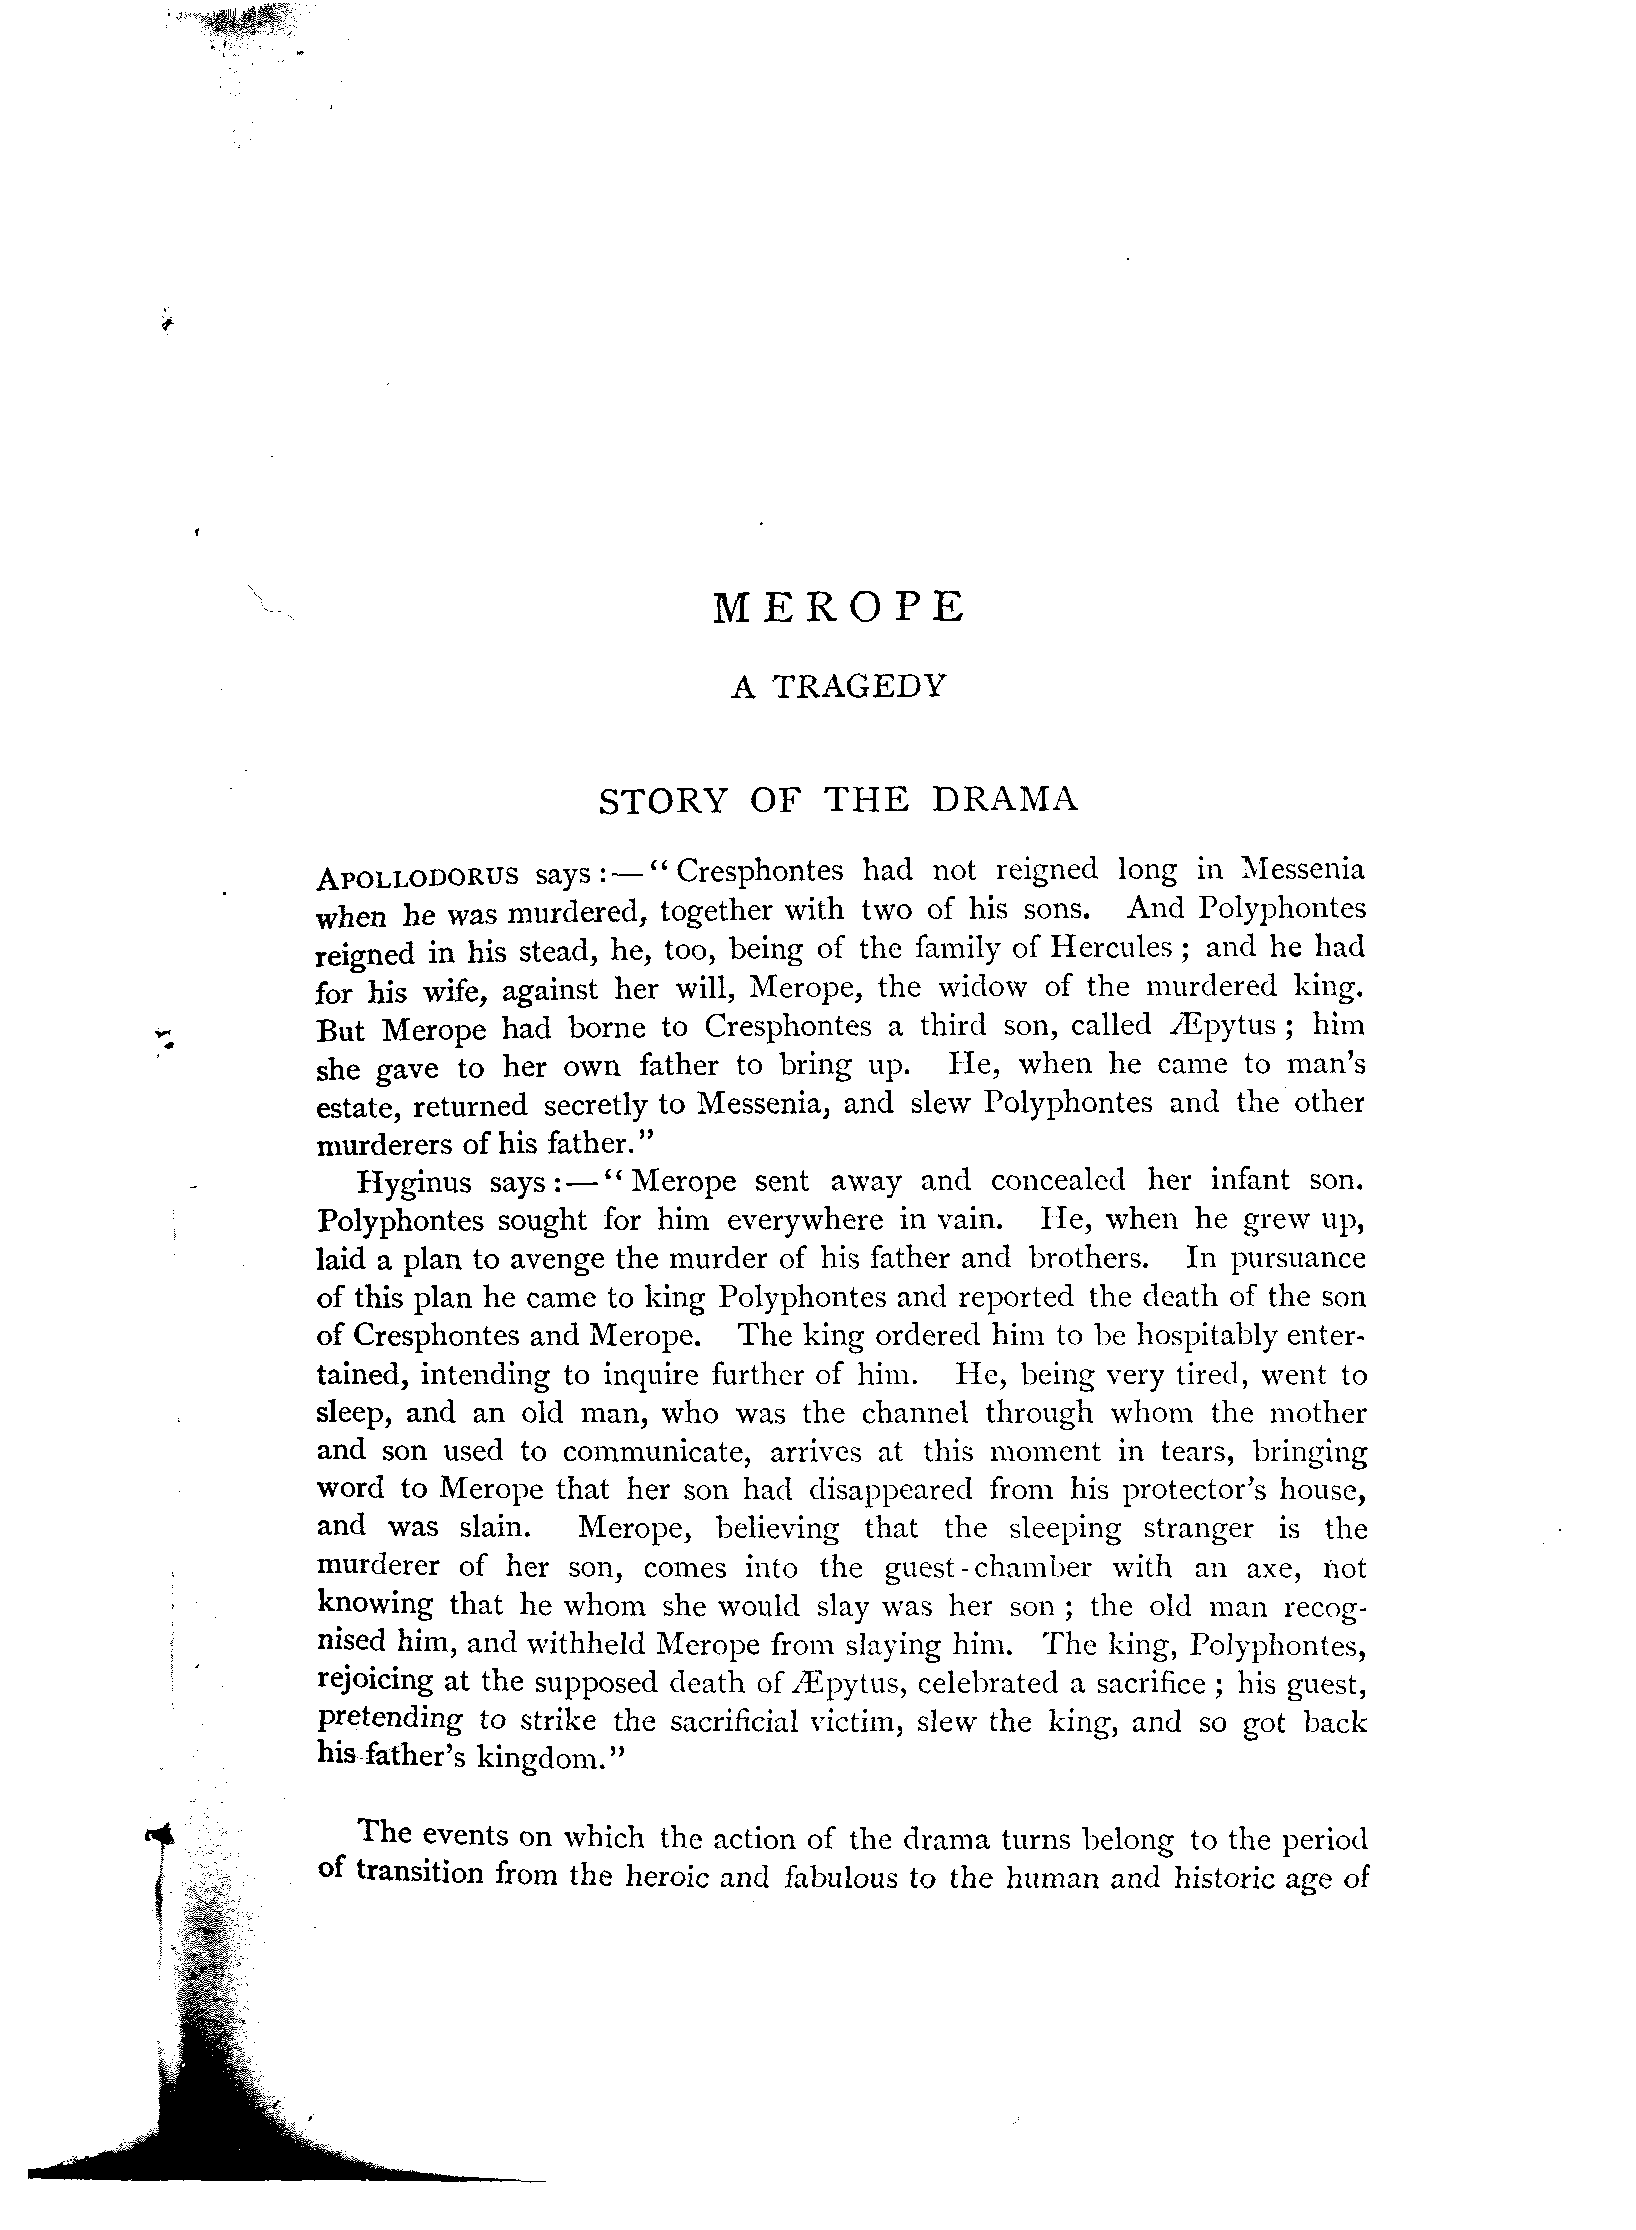 MEROPE
A TRAGEDY
STORY OF THE DRAMA
APOLLODORUS says:—“Cresphontes had not reigned long in Messenia
when he was murdered, together with two of his sons. And Polyphontes
reigned in his stead, he, too, being of the family of Hercules; and he had
for his wife, against her will, Merope, the widow of the murdered king.
But Merope had borne to Cresphontes a third son, called Æpytus; him
she gave to her own father to bring up. He, when he came to man's
estate, returned secretly to Messenia, and slew Polyphontes and the other
murderers of his father.”
Hyginus says:—“Merope sent away and concealed her infant son.
Polyphontes sought for him everywhere in vain. He, when he grew up,
laid a plan to avenge the murder of his father and brothers. In pursuance
of this plan he came to king Polyphontes and reported the death of the son
of Cresphontes and Merope. The king ordered him to be hospitably enter-
tained, intending to inquire further of him. He, being very tired, went to
sleep, and an old man, who was the channel through whom the mother
and son used to communicate, arrives at this moment in tears, bringing
word to Merope that her son had disappeared from his protector's house,
and was slain. Merope, believing that the sleeping stranger is the
murderer of her son, comes into the guest-chamber with an axe, not
knowing that he whom she would slay was her son; the old man recog-
nised him, and withheld Merope from slaying him. The king, Polyphontes,
rejoicing at the supposed death of Æpytus, celebrated a sacrifice; his guest,
pretending to strike the sacrificial victim, slew the king, and so got back
his father's kingdom.”
The events on which the action of the drama turns belong to the period
of transition from the heroic and fabulous to the human and historic age of